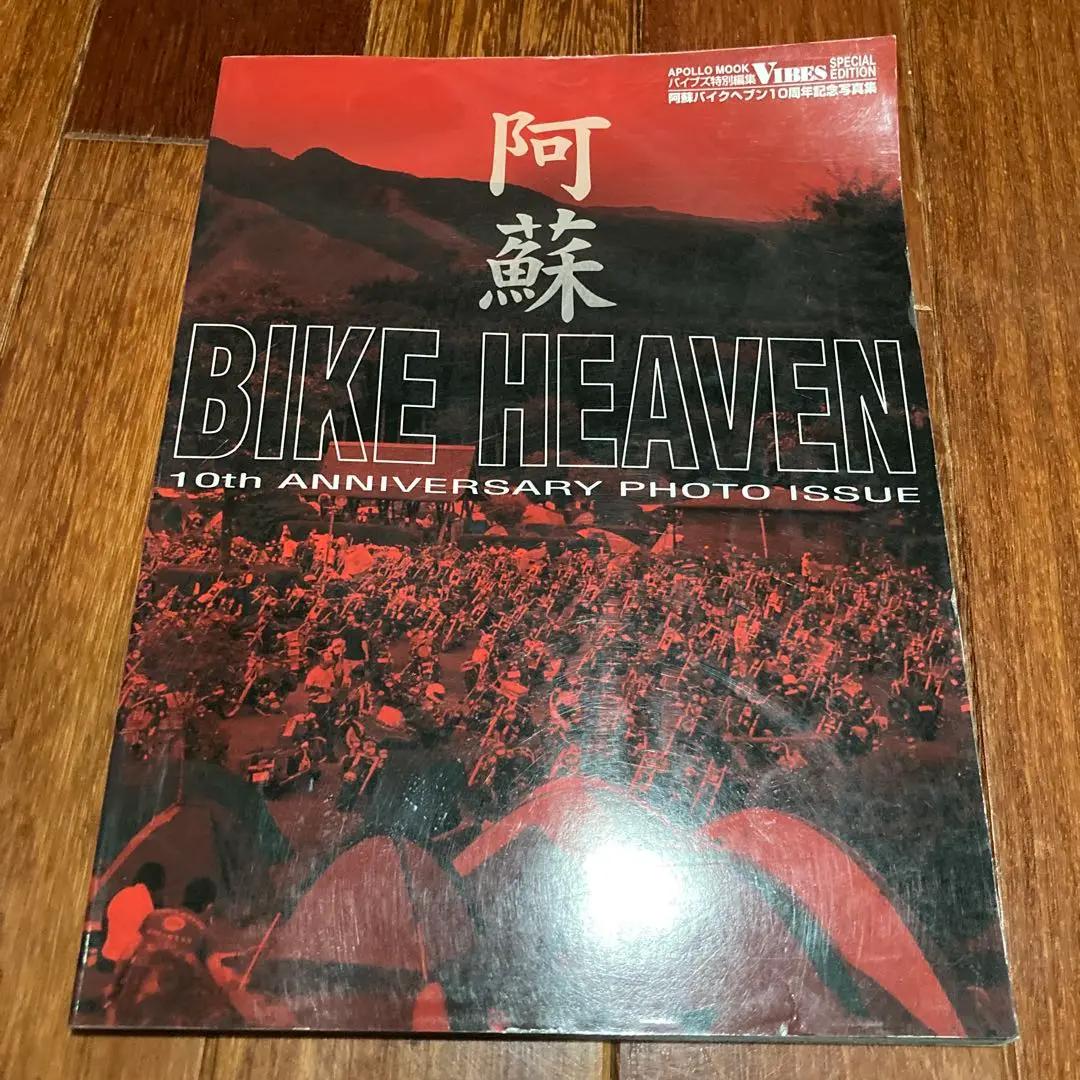 APOLLO MOOK
バイブズ特別編集
VIBES
SPECIAL
EDITION
阿蘇バイクヘブン10周年記念写真集
阿
蘇
BIKE HEAVEN
10th ANNIVERSARY PHOTO ISSUE